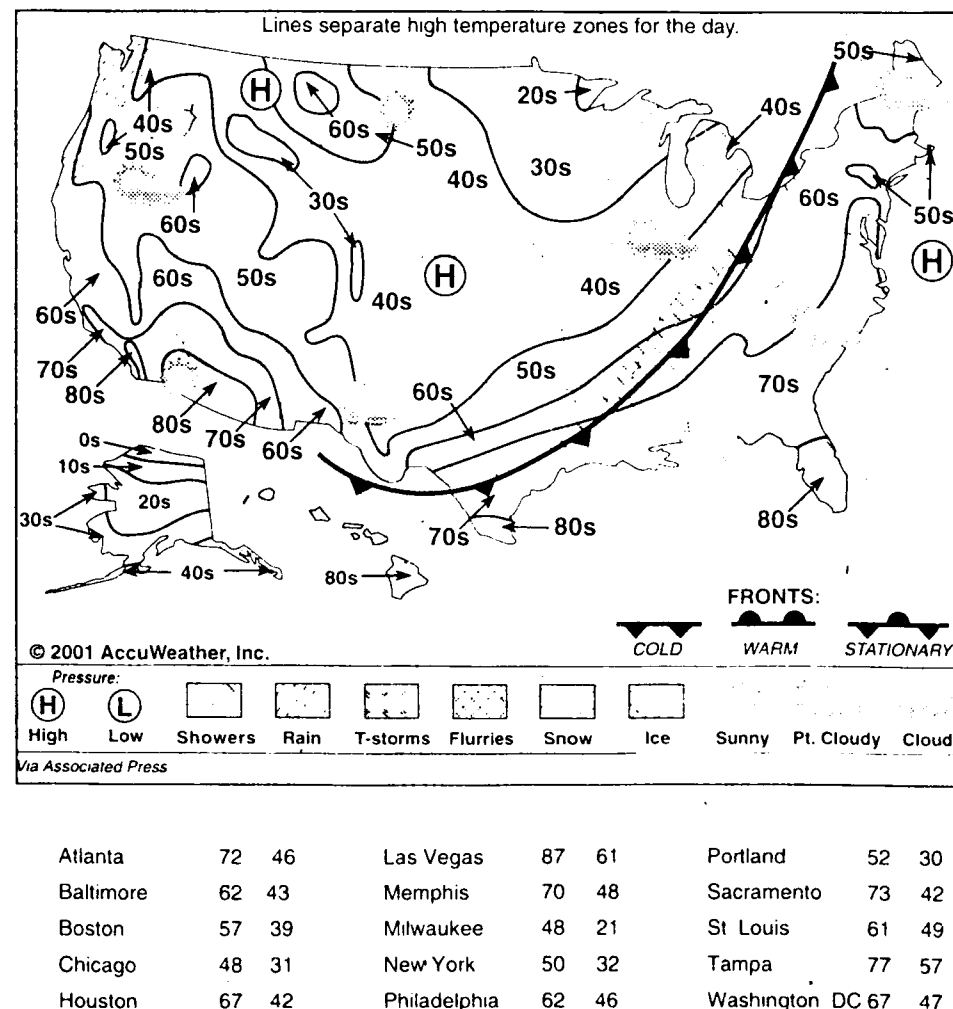 Lines separate high temperature zones for the day.
50s
20s
40s
40s
50s
60s
50s
40s
30s
60s
50s
30s
60s
60s
50s
40s
40s
60s
70s
80s
50s
60s
70s
80s
70s
60s
0s
10s
20s
30s
40s
80s
70s
80s
80s
H
H
H
FRONTS:
COLD WARM STATIONARY
© 2001 AccuWeather, Inc.
Pressure:
H L
High Low Showers Rain T-storms Flurries Snow Ice Sunny Pt. Cloudy Cloud
Via Associated Press
Atlanta 72 46 Las Vegas 87 61 Portland 52 30
Baltimore 62 43 Memphis 70 48 Sacramento 73 42
Boston 57 39 Milwaukee 48 21 St Louis 61 49
Chicago 48 31 New York 50 32 Tampa 77 57
Houston 67 42 Philadelphia 62 46 Washington DC 67 47